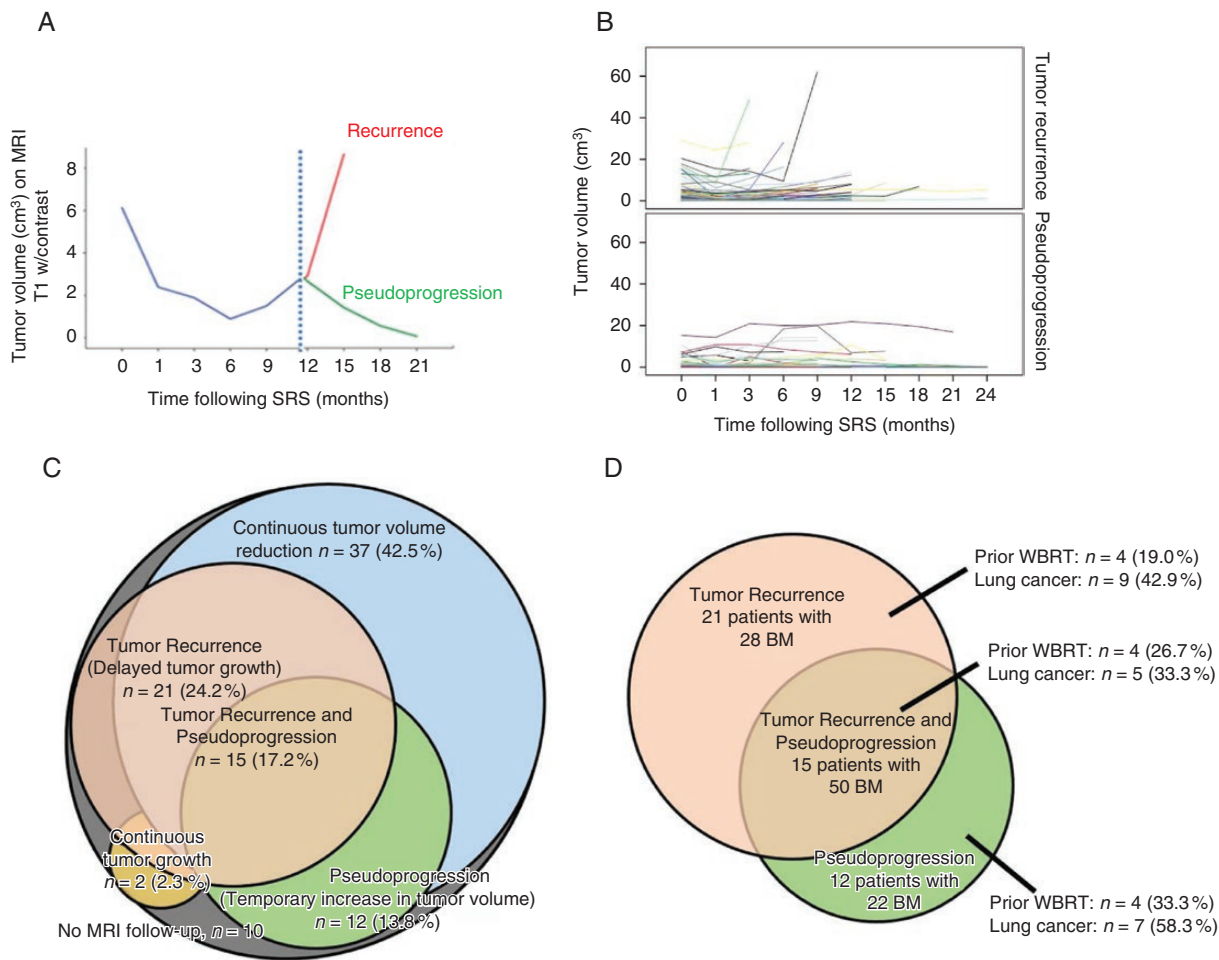 A
Tumor volume (cm³) on MRI
T1 w/contrast
8
6
4
2
0
Recurrence
Pseudoprogression
0 1 3 6 9 12 15 18 21
Time following SRS (months)
B
Tumor volume (cm³)
60
40
20
0
Tumor recurrence
60
40
20
0
Pseudoprogression
0 1 3 6 9 12 15 18 21 24
Time following SRS (months)
C
Continuous tumor volume
reduction n = 37 (42.5%)
Tumor Recurrence
(Delayed tumor growth)
n = 21 (24.2%)
Tumor Recurrence and
Pseudoprogression
n = 15 (17.2%)
Continuous
tumor growth
n = 2 (2.3%)
Pseudoprogression
(Temporary increase in tumor volume)
n = 12 (13.8%)
No MRI follow-up, n = 10
D
Tumor Recurrence
21 patients with
28 BM
Prior WBRT: n = 4 (19.0%)
Lung cancer: n = 9 (42.9%)
Prior WBRT: n = 4 (26.7%)
Lung cancer: n = 5 (33.3%)
Tumor Recurrence and
Pseudoprogression
15 patients with
50 BM
Pseudoprogression
12 patients with
22 BM
Prior WBRT: n = 4 (33.3%)
Lung cancer: n = 7 (58.3%)